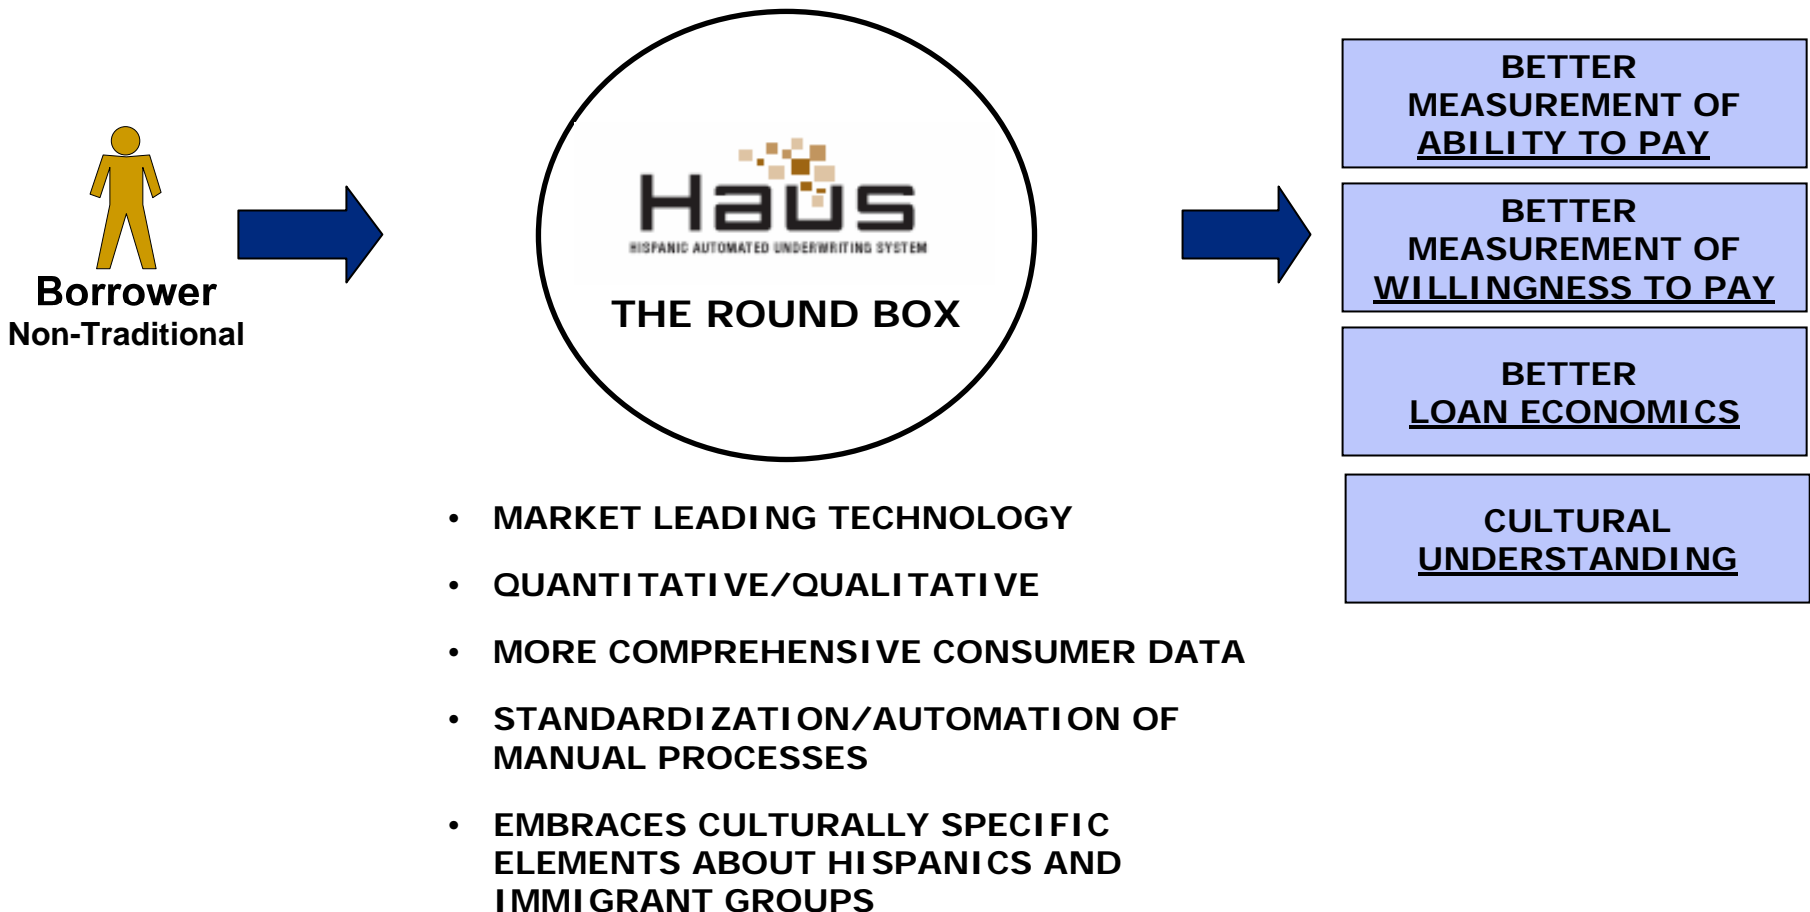 Borrower
Non-Traditional
Haus
HISPANIC AUTOMATED UNDERWRITING SYSTEM
THE ROUND BOX
• MARKET LEADING TECHNOLOGY
• QUANTITATIVE/QUALITATIVE
• MORE COMPREHENSIVE CONSUMER DATA
• STANDARDIZATION/AUTOMATION OF
MANUAL PROCESSES
• EMBRACES CULTURALLY SPECIFIC
ELEMENTS ABOUT HISPANICS AND
IMMIGRANT GROUPS
BETTER
MEASUREMENT OF
ABILITY TO PAY
BETTER
MEASUREMENT OF
WILLINGNESS TO PAY
BETTER
LOAN ECONOMICS
CULTURAL
UNDERSTANDING